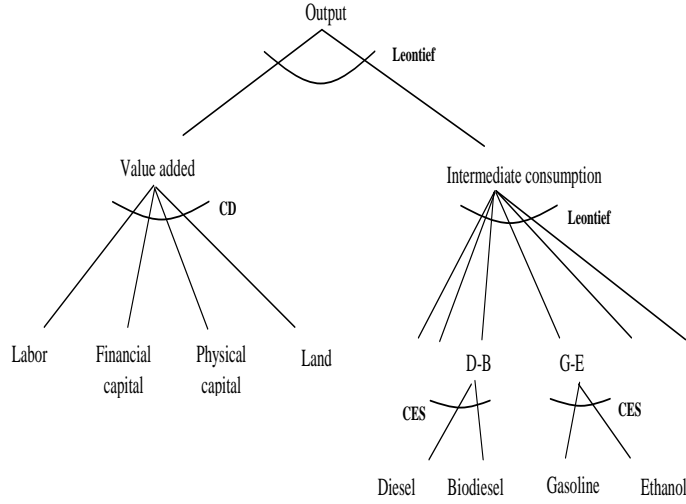 Output
Leontief
Value added
Intermediate consumption
CD
Leontief
Labor
Financial
capital
Physical
capital
Land
D-B
G-E
CES
CES
Diesel
Biodiesel
Gasoline
Ethanol